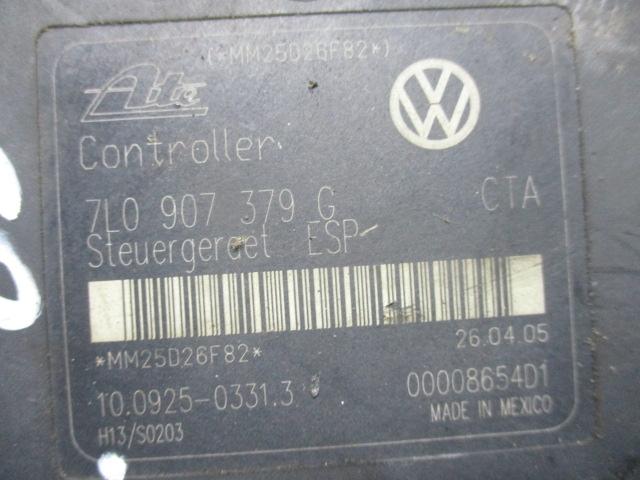 (*MM25D26F82*)
Ate
VW
Controller
7L0 907 379 G CTA
Steuergeraet ESP
*MM25D26F82* 26.04.05
10.0925-0331.3 00008654D1
H13/S0203 MADE IN MEXICO